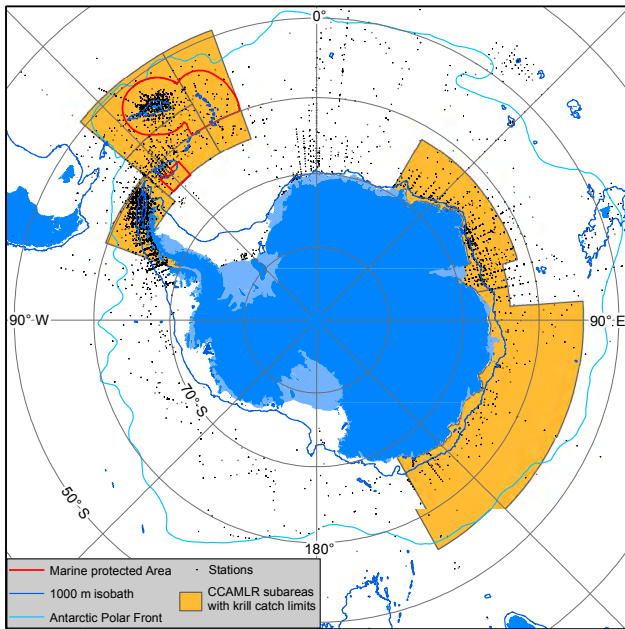 0°
90°W
90°E
70°S
50°S
180°
Marine protected Area
1000 m isobath
Antarctic Polar Front
Stations
CCAMLR subareas
with krill catch limits